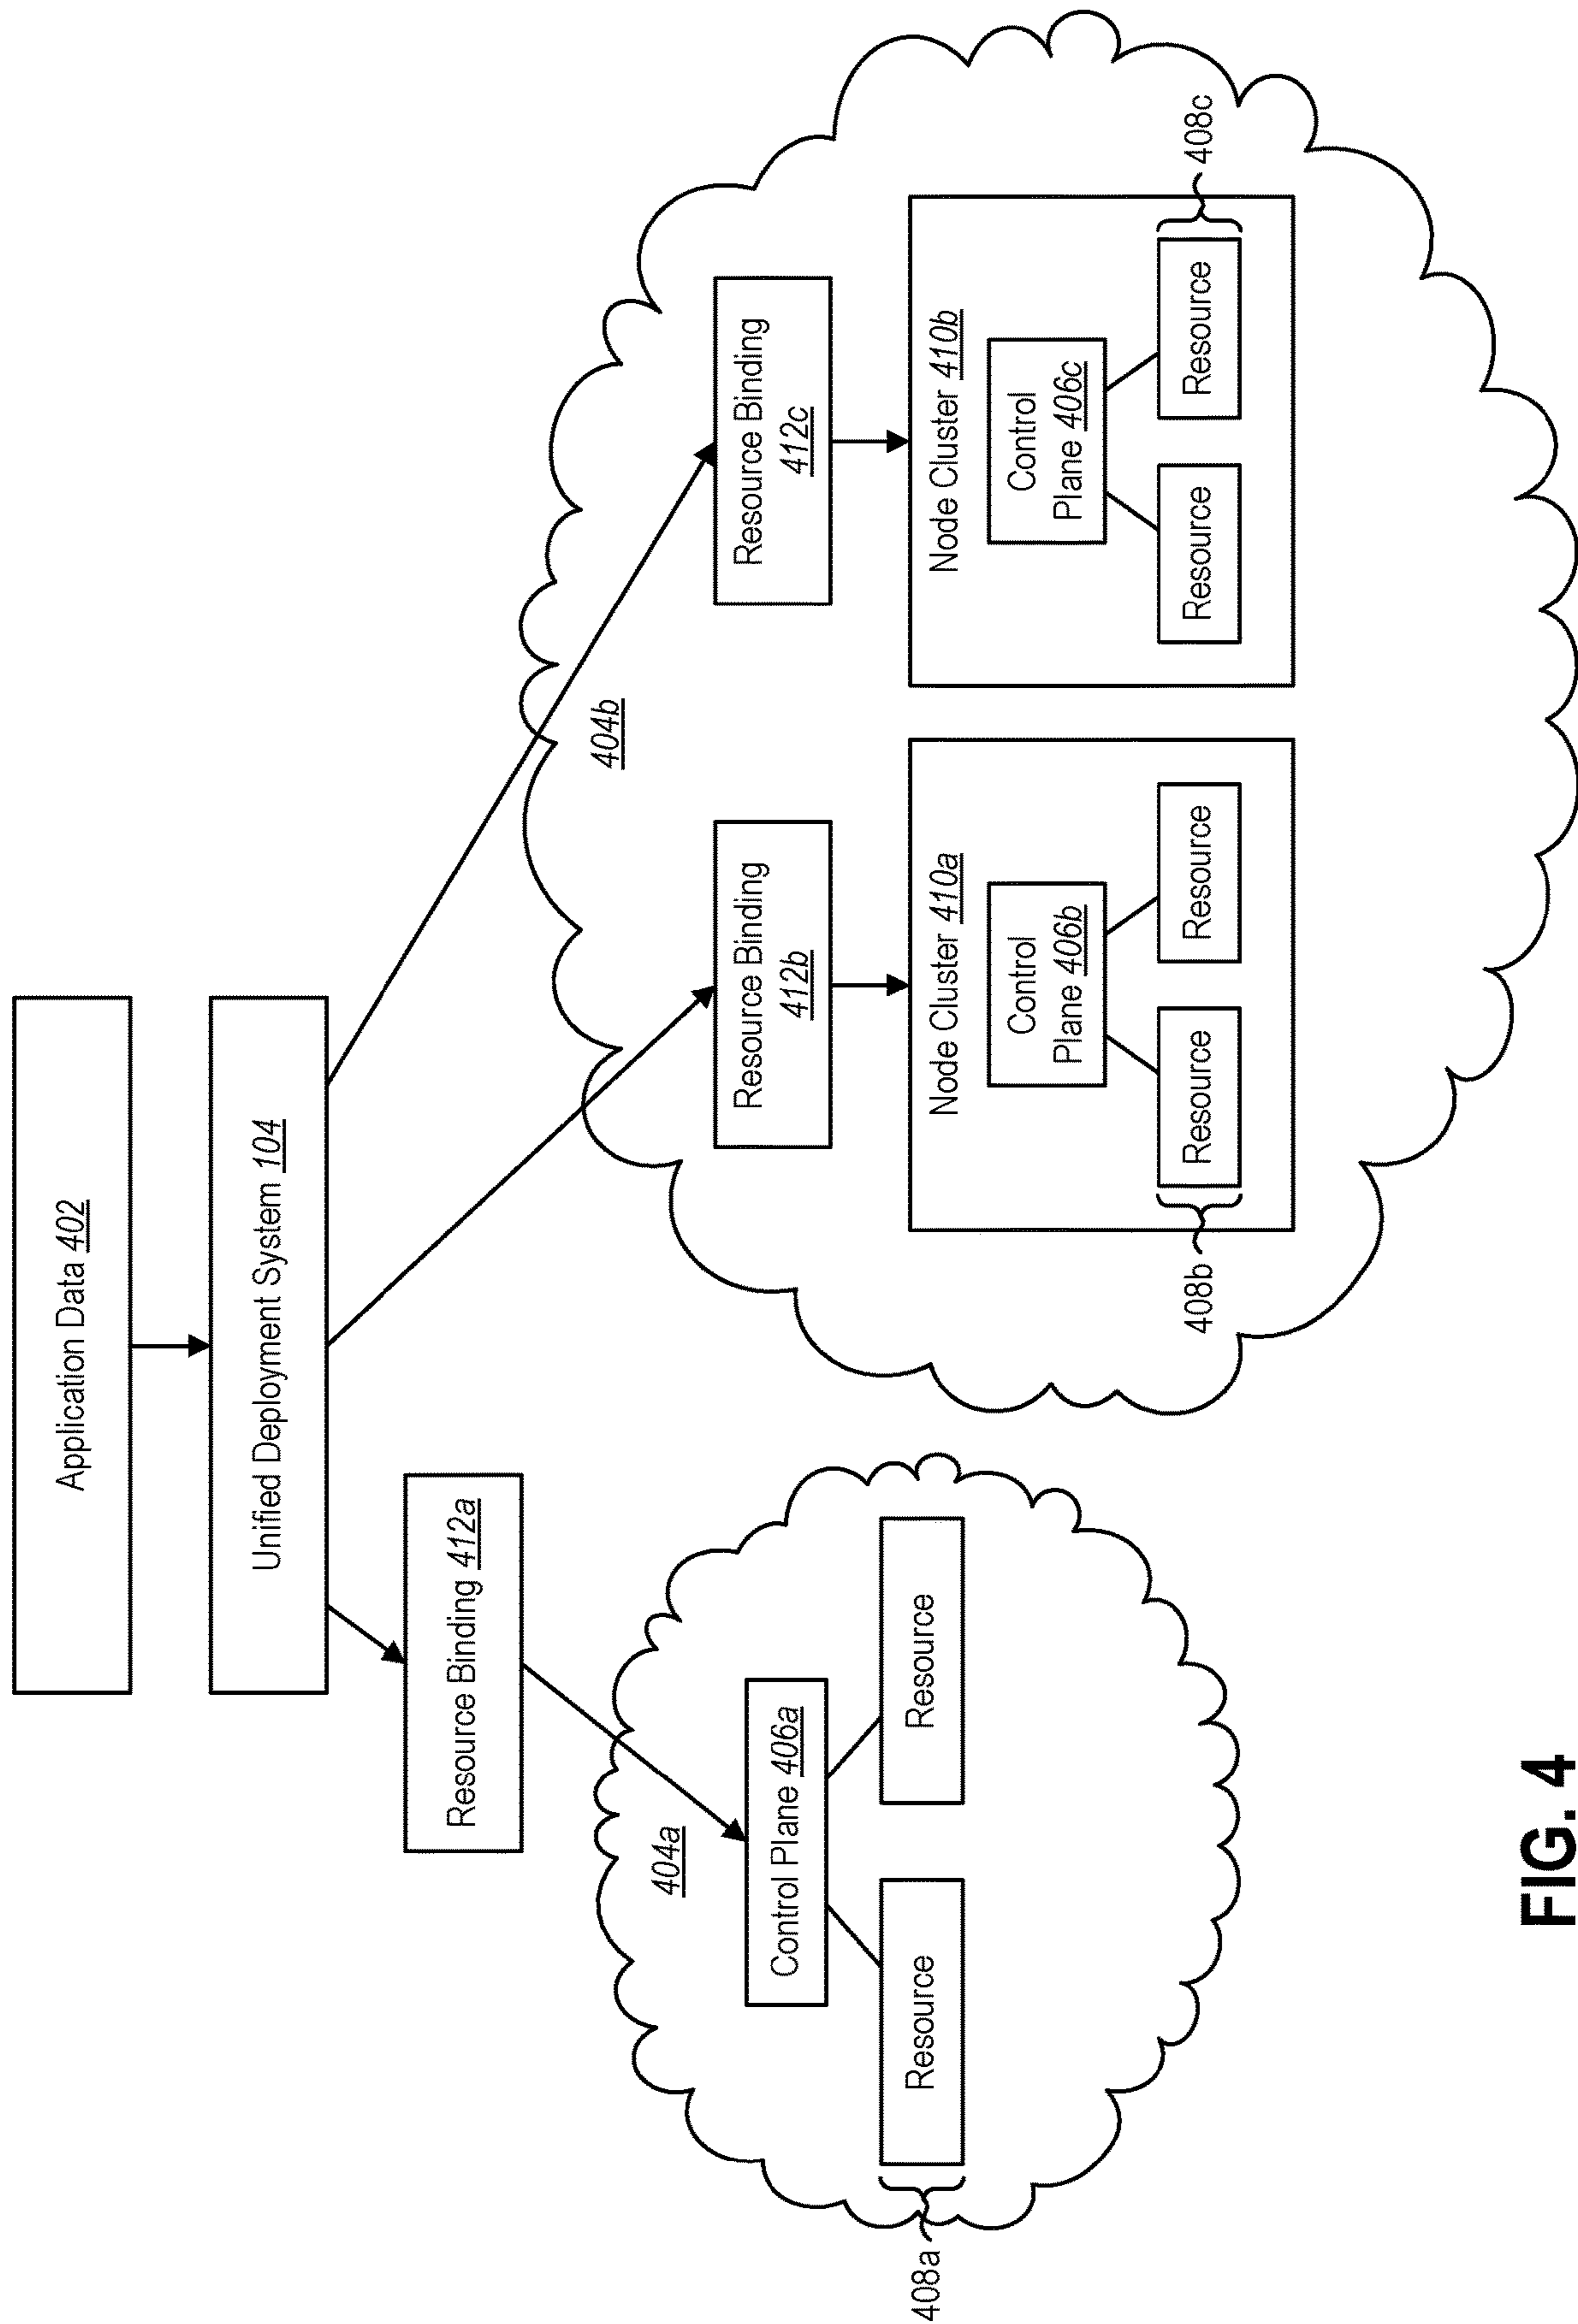 Application Data 402
Unified Deployment System 104
Resource Binding 412a
404a
Control Plane 406a
Resource
Resource
408a
404b
Resource Binding
412b
Node Cluster 410a
Control
Plane 406b
Resource
Resource
408b
Resource Binding
412c
Node Cluster 410b
Control
Plane 406c
Resource
Resource
408c
FIG. 4